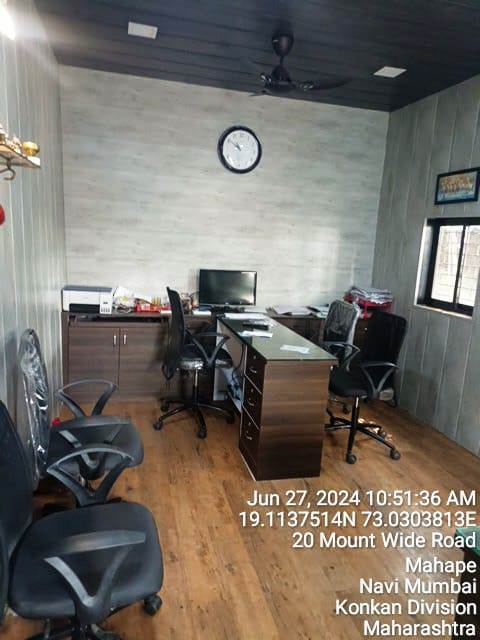 Jun 27, 2024 10:51:36 AM
19.1137514N 73.0303813E
20 Mount Wide Road
Mahape
Navi Mumbai
Konkan Division
Maharashtra